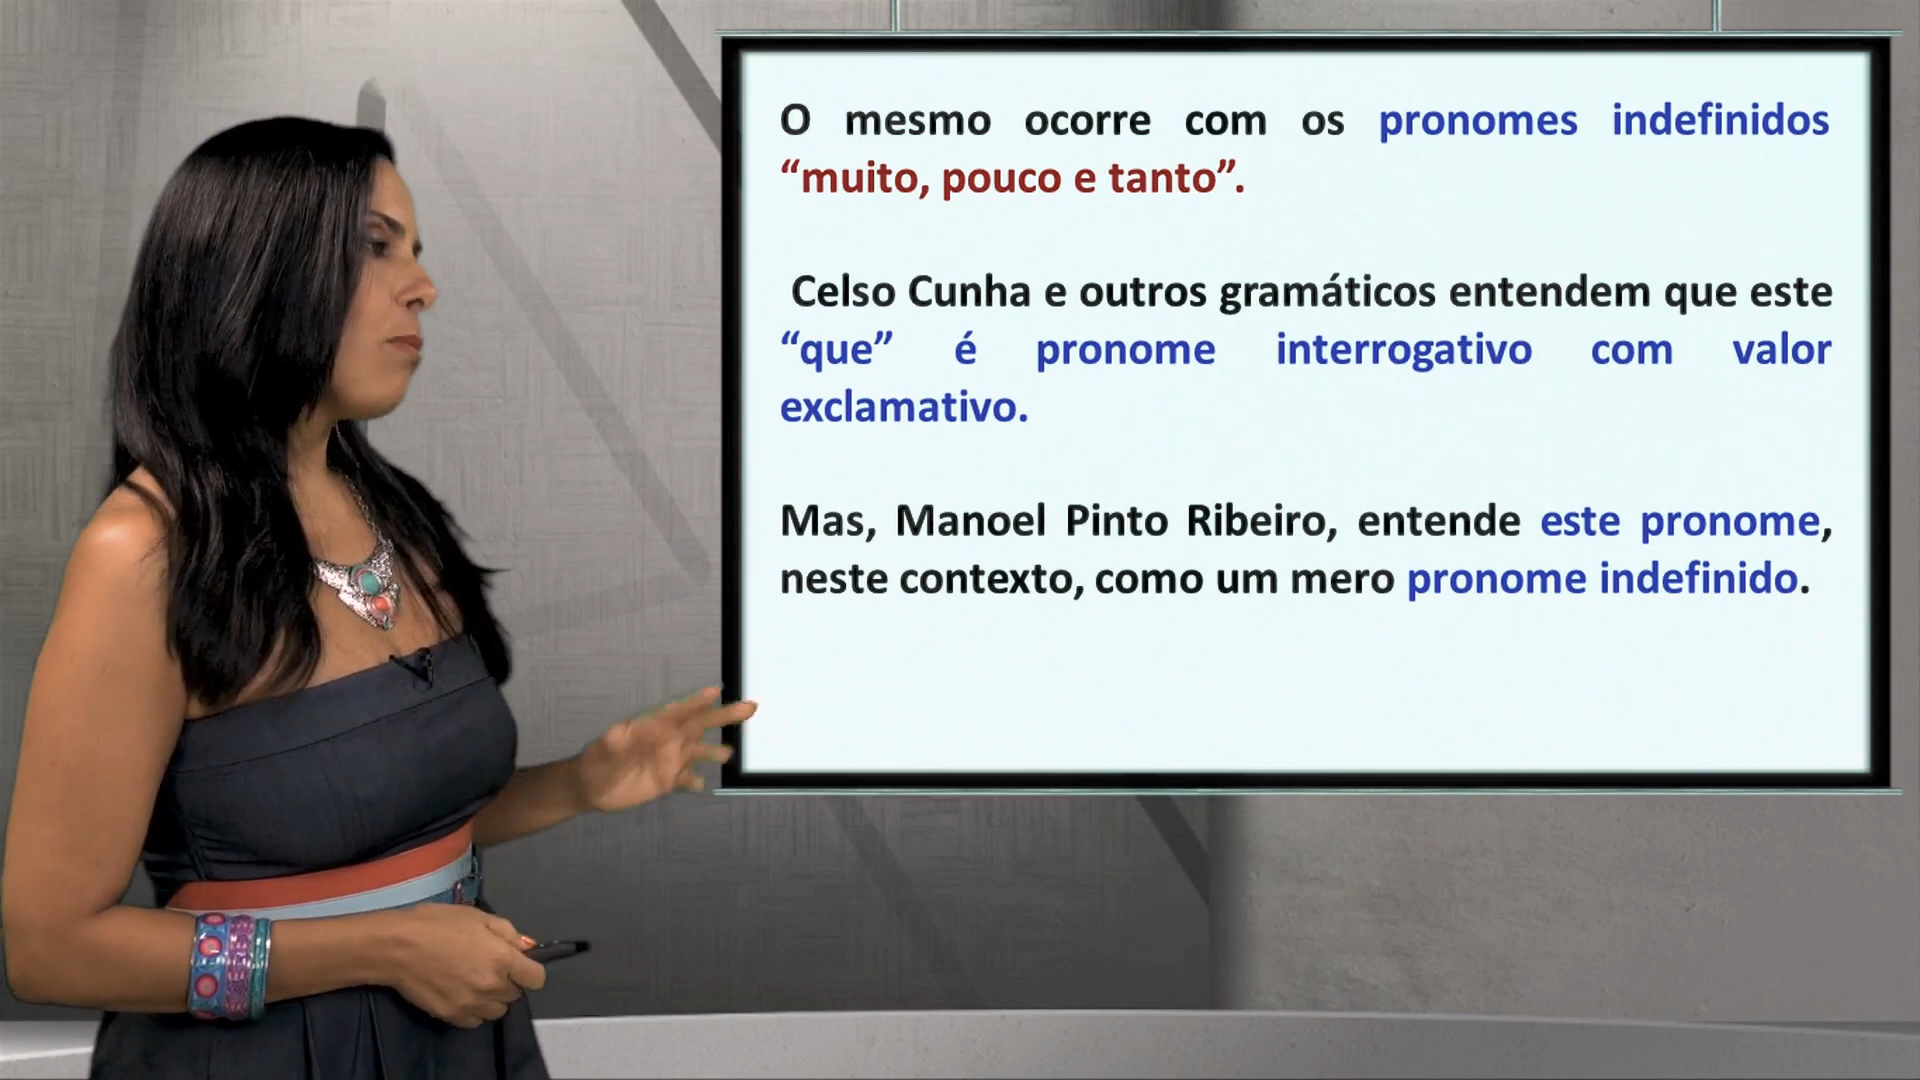 O mesmo ocorre com os pronomes indefinidos
“muito, pouco e tanto”.
Celso Cunha e outros gramáticos entendem que este
“que” é pronome interrogativo com valor
exclamativo.
Mas, Manoel Pinto Ribeiro, entende este pronome,
neste contexto, como um mero pronome indefinido.